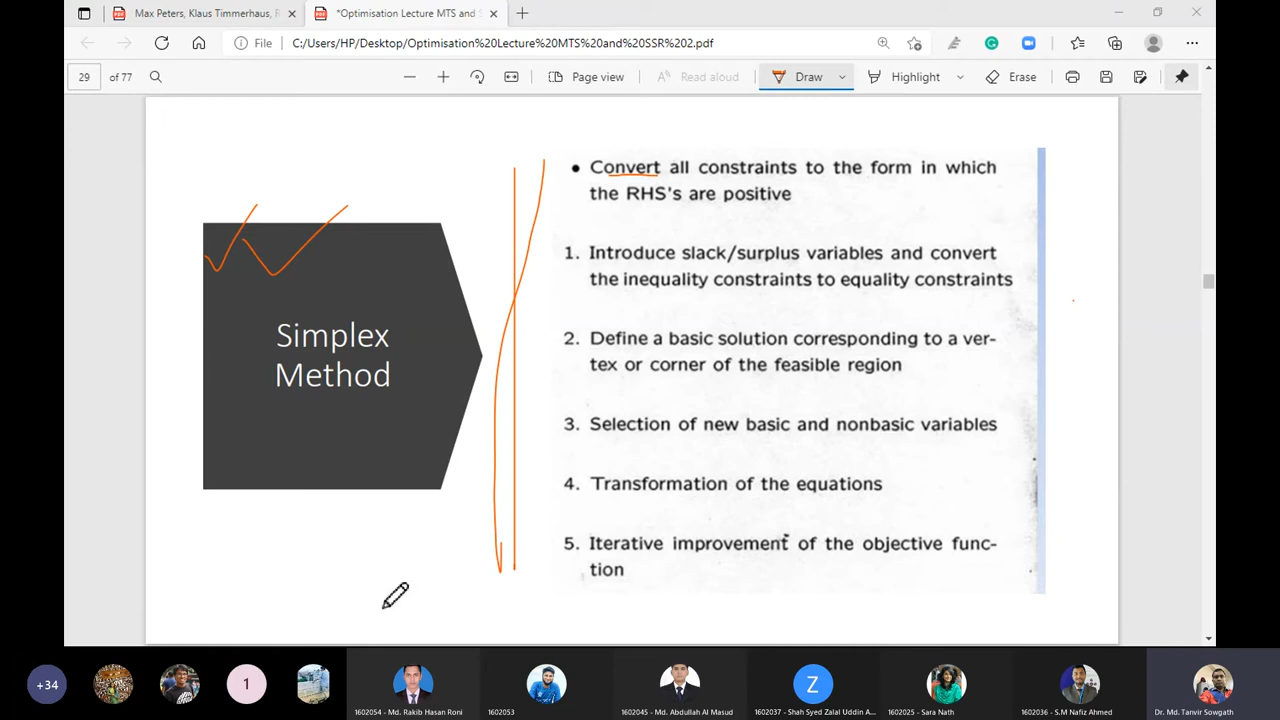 Max Peters, Klaus Timmerhaus,
*Optimisation Lecture MTS and
File
C:/Users/HP/Desktop/Optimisation%20Lecture%20MTS%20and%20SSR%202.pdf
29 of 77
Page view
Read aloud
Draw
Highlight
Erase
Simplex
Method
• Convert all constraints to the form in which
the RHS's are positive
1. Introduce slack/surplus variables and convert
the inequality constraints to equality constraints
2. Define a basic solution corresponding to a ver-
tex or corner of the feasible region
3. Selection of new basic and nonbasic variables
4. Transformation of the equations
5. Iterative improvement of the objective func-
tion
+34
1
Z
1602054 - Md. Rakib Hasan Roni
1602053
1602045 - Md. Abdullah Al Masud
1602037 - Shah Syed Zalal Uddin A...
1602025 - Sara Nath
1602036 - S.M Nafiz Ahmed
Dr. Md. Tanvir Sowgath